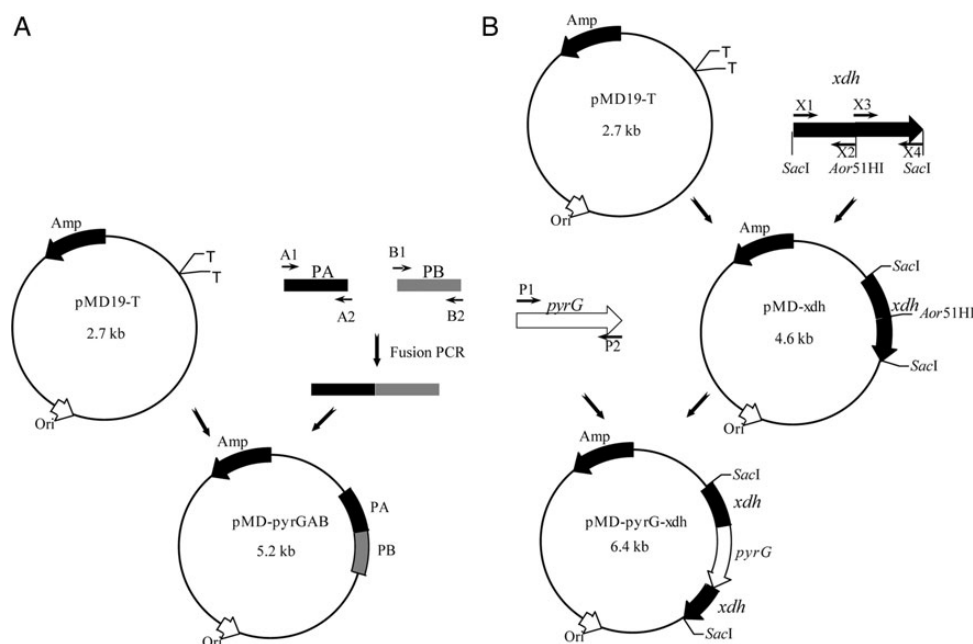 A
Amp
T
T
pMD19-T
2.7 kb
Ori
A1
PA
A2
B1
PB
B2
Fusion PCR
Amp
PA
pMD-pyrGAB
5.2 kb
PB
Ori
B
Amp
T
T
pMD19-T
2.7 kb
Ori
xdh
X1
X3
X2
X4
SacI
Aor51HI
SacI
P1
pyrG
P2
Amp
SacI
pMD-xdh
xdh
Aor51HI
4.6 kb
SacI
Ori
Amp
SacI
xdh
pMD-pyrG-xdh
6.4 kb
pyrG
xdh
SacI
Ori